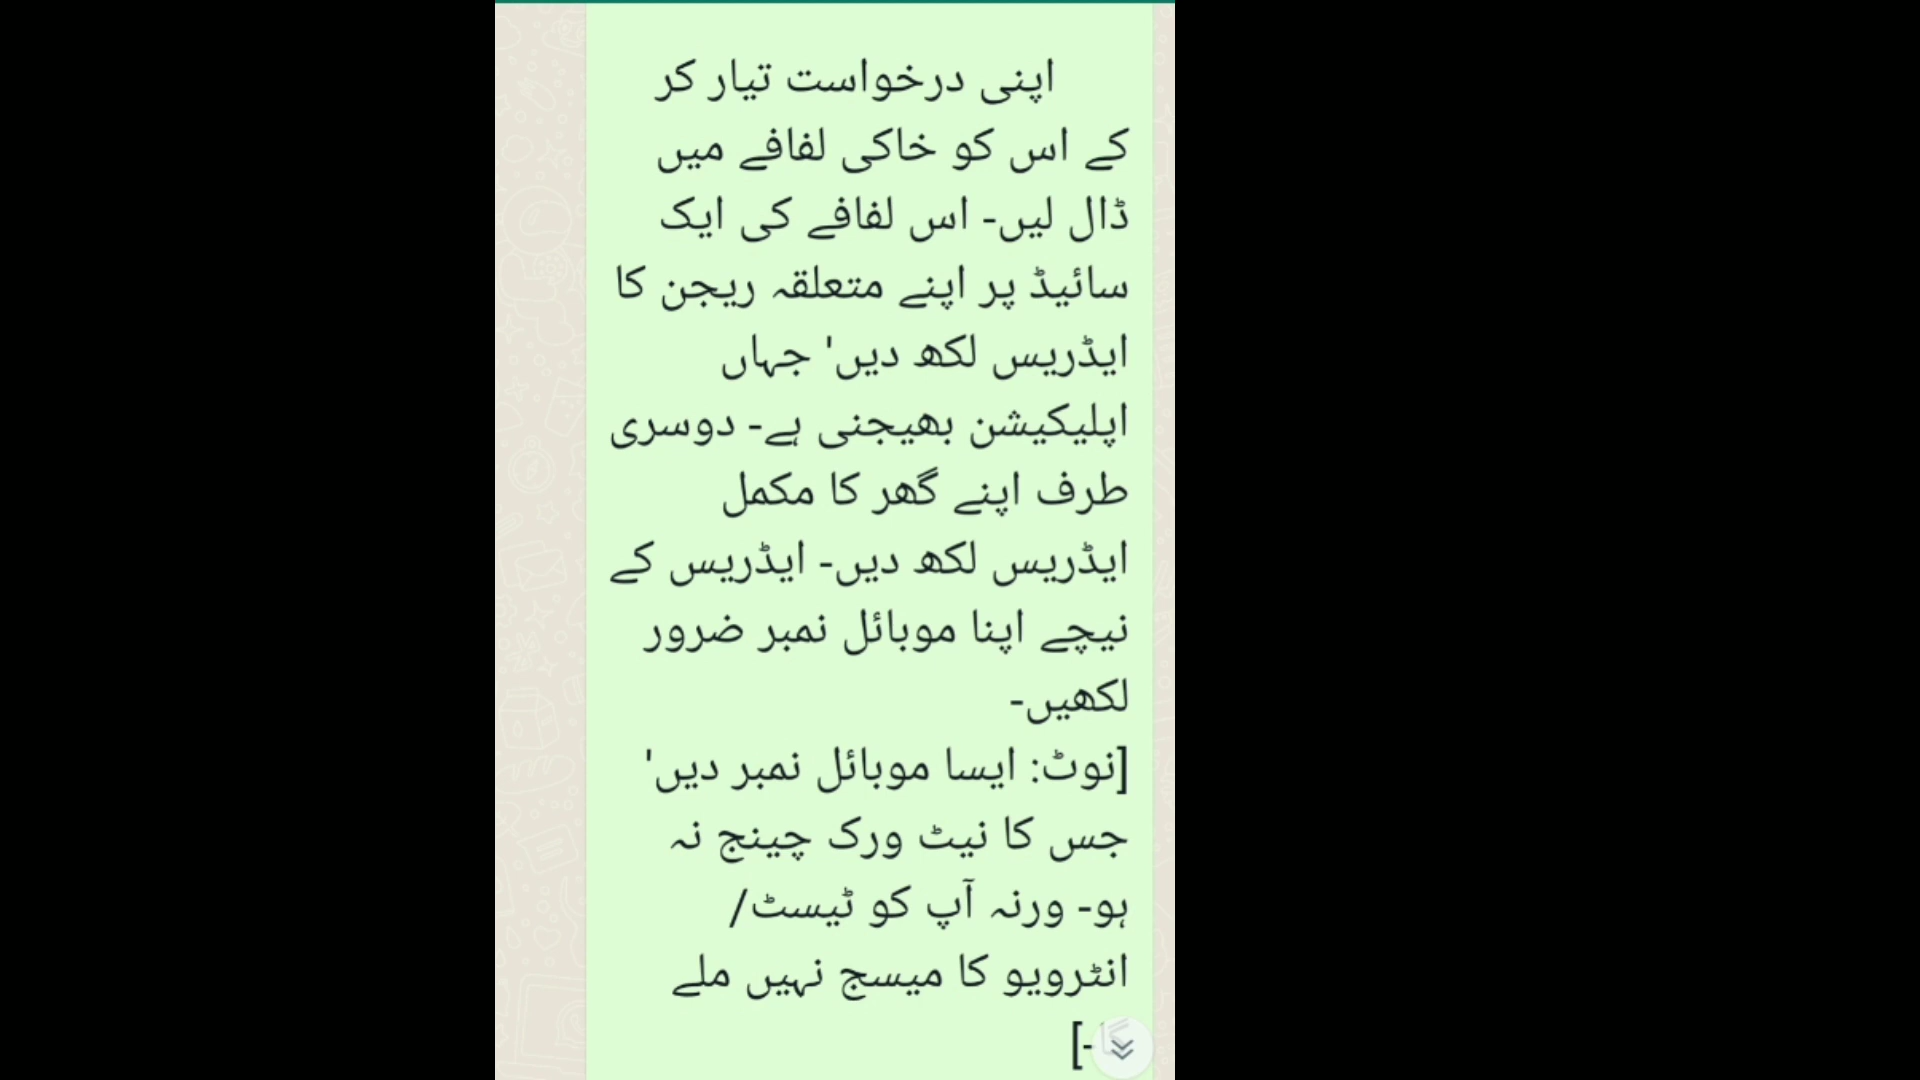 اپنی درخواست تیار کر
کے اس کو خاکی لفافے میں
ڈال لیں- اس لفافے کی ایک
سائیڈ پر اپنے متعلقہ ریجن کا
ایڈریس لکھ دیں' جہاں
اپلیکیشن بھیجنی ہے- دوسری
طرف اپنے گھر کا مکمل
ایڈریس لکھ دیں- ایڈریس کے
نیچے اپنا موبائل نمبر ضرور
لکھیں-
[نوٹ: ایسا موبائل نمبر دیں'
جس کا نیٹ ورک چینج نہ
ہو- ورنہ آپ کو ٹیسٹ/
انٹرویو کا میسج نہیں ملے
-]